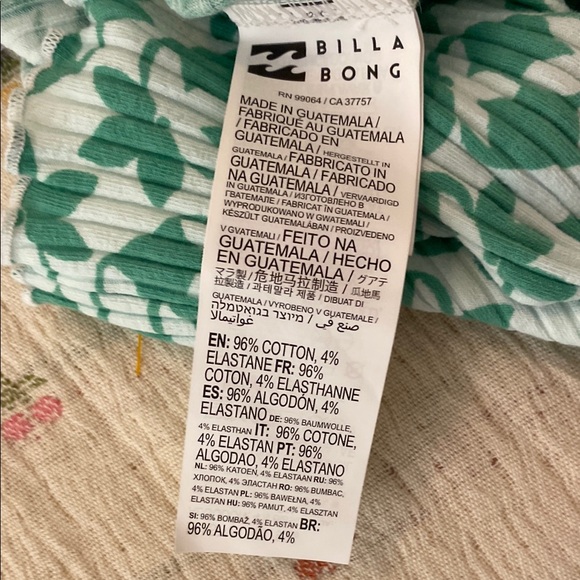 BILLA
BONG
RN 99064 / CA 37757
MADE IN GUATEMALA /
FABRIQUÉ AU GUATEMALA
/ FABRICADO EN
GUATEMALA / HERGESTELLT IN
GUATEMALA / FABBRICATO IN
GUATEMALA / FABRICADO
NA GUATEMALA / VERVAARDIGD
IN GUATEMALA / ИЗГОТОВЛЕНО В
ГВАТЕМАЛЕ / FABRICAT ÎN GUATEMALA /
WYPRODUKOWANO W GWATEMALI /
KÉSZÜLT GUATEMALÁBAN / PROIZVEDENO
V GVATEMALI / FEITO NA
GUATEMALA / HECHO
EN GUATEMALA / グアテ
マラ製 / 危地马拉制造 / 瓜地馬
拉製造 / 과테말라 제품 / DIBUAT DI
GUATEMALA / VYROBENO V GUATEMALE /
صنع في / מיוצר בגואטמלה
غواتيمالا
EN: 96% COTTON, 4%
ELASTANE FR: 96%
COTON, 4% ELASTHANNE
ES: 96% ALGODÓN, 4%
ELASTANO DE: 96% BAUMWOLLE,
4% ELASTHAN IT: 96% COTONE,
4% ELASTAN PT: 96%
ALGODAO, 4% ELASTANO
NL: 96% KATOEN, 4% ELASTAAN RU: 96%
ХЛОПОК, 4% ЭЛАСТАН RO: 96% BUMBAC,
4% ELASTAN PL: 96% BAWEŁNA, 4%
ELASTAN HU: 96% PAMUT, 4% ELASZTAN
SI: 96% BOMBAŽ, 4% ELASTAN BR:
96% ALGODÃO, 4%